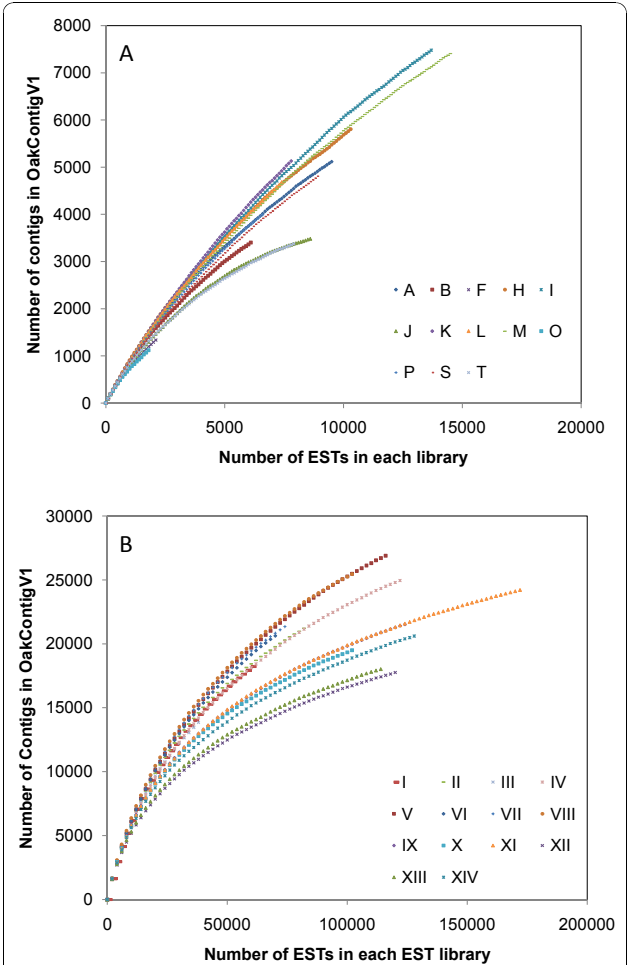 A
8000
7000
6000
5000
4000
3000
2000
1000
0
Number of contigs in OakContigV1
A B F H I
J K L M O
P S T
0 5000 10000 15000 20000
Number of ESTs in each library
B
30000
25000
20000
15000
10000
5000
0
Number of Contigs in OakContigV1
I II III IV
V VI VII VIII
IX X XI XII
XIII XIV
0 50000 100000 150000 200000
Number of ESTs in each EST library